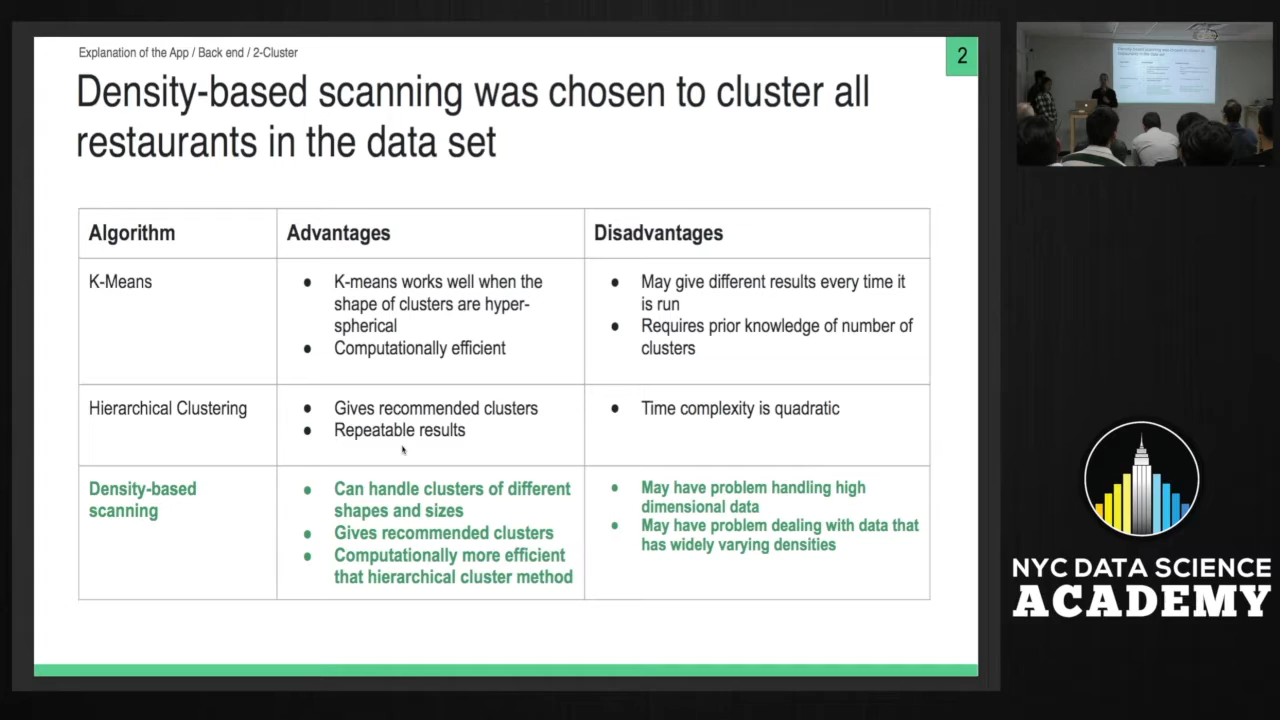 Explanation of the App / Back end / 2-Cluster
2
Density-based scanning was chosen to cluster all
restaurants in the data set
Algorithm
Advantages
Disadvantages
K-Means
● K-means works well when the
shape of clusters are hyper-
spherical
● Computationally efficient
● May give different results every time it
is run
● Requires prior knowledge of number of
clusters
Hierarchical Clustering
● Gives recommended clusters
● Repeatable results
● Time complexity is quadratic
Density-based
scanning
● Can handle clusters of different
shapes and sizes
● Gives recommended clusters
● Computationally more efficient
that hierarchical cluster method
● May have problem handling high
dimensional data
● May have problem dealing with data that
has widely varying densities
NYC DATA SCIENCE
ACADEMY